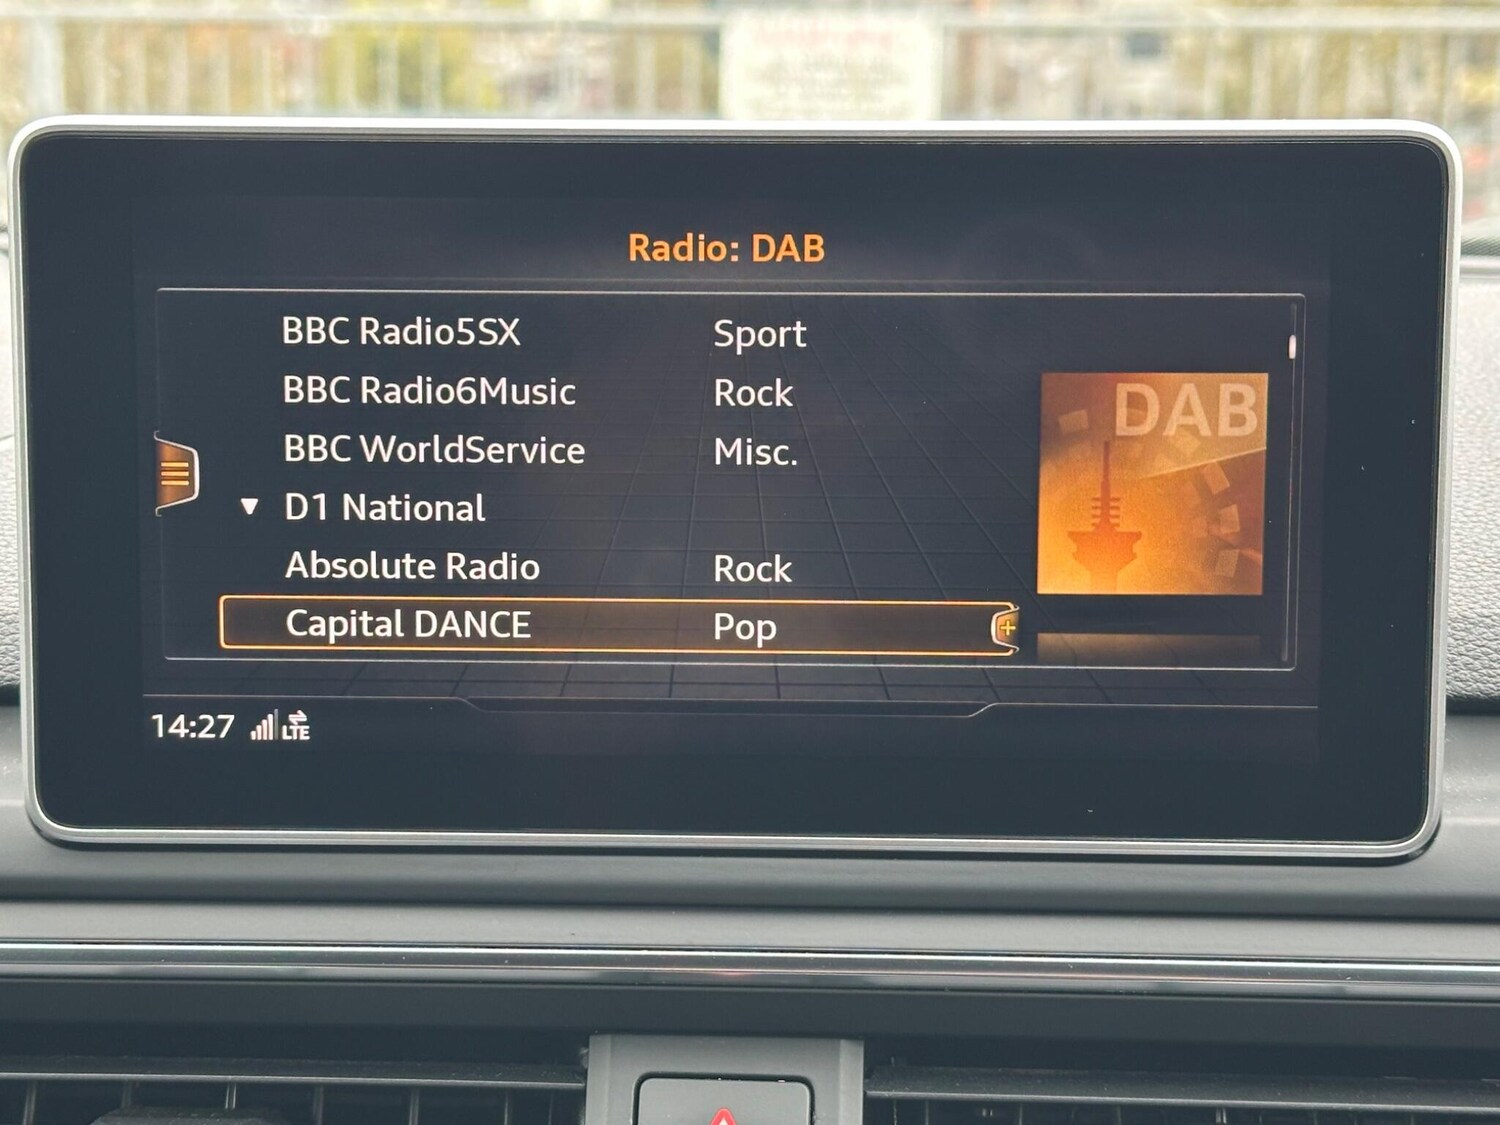 Radio: DAB
BBC Radio5SX Sport
BBC Radio6Music Rock
BBC WorldService Misc.
▼ D1 National
Absolute Radio Rock
Capital DANCE Pop
DAB
14:27 LTE